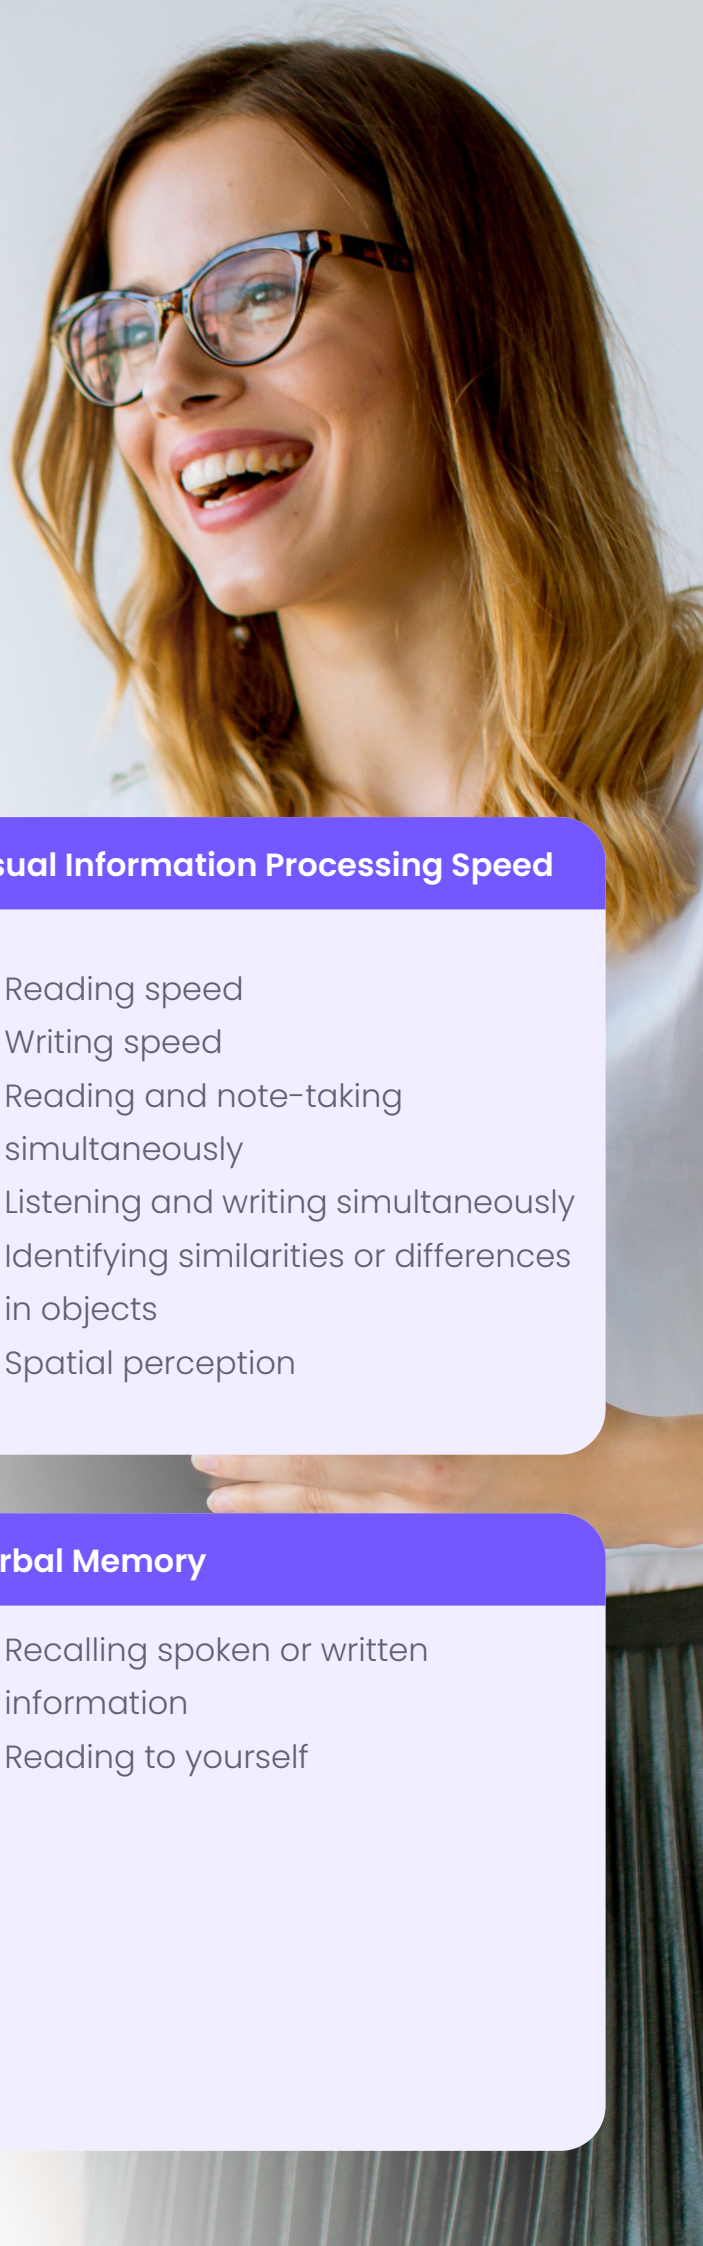 sual Information Processing Speed
Reading speed
Writing speed
Reading and note-taking
simultaneously
Listening and writing simultaneously
Identifying similarities or differences
in objects
Spatial perception
rbal Memory
Recalling spoken or written
information
Reading to yourself